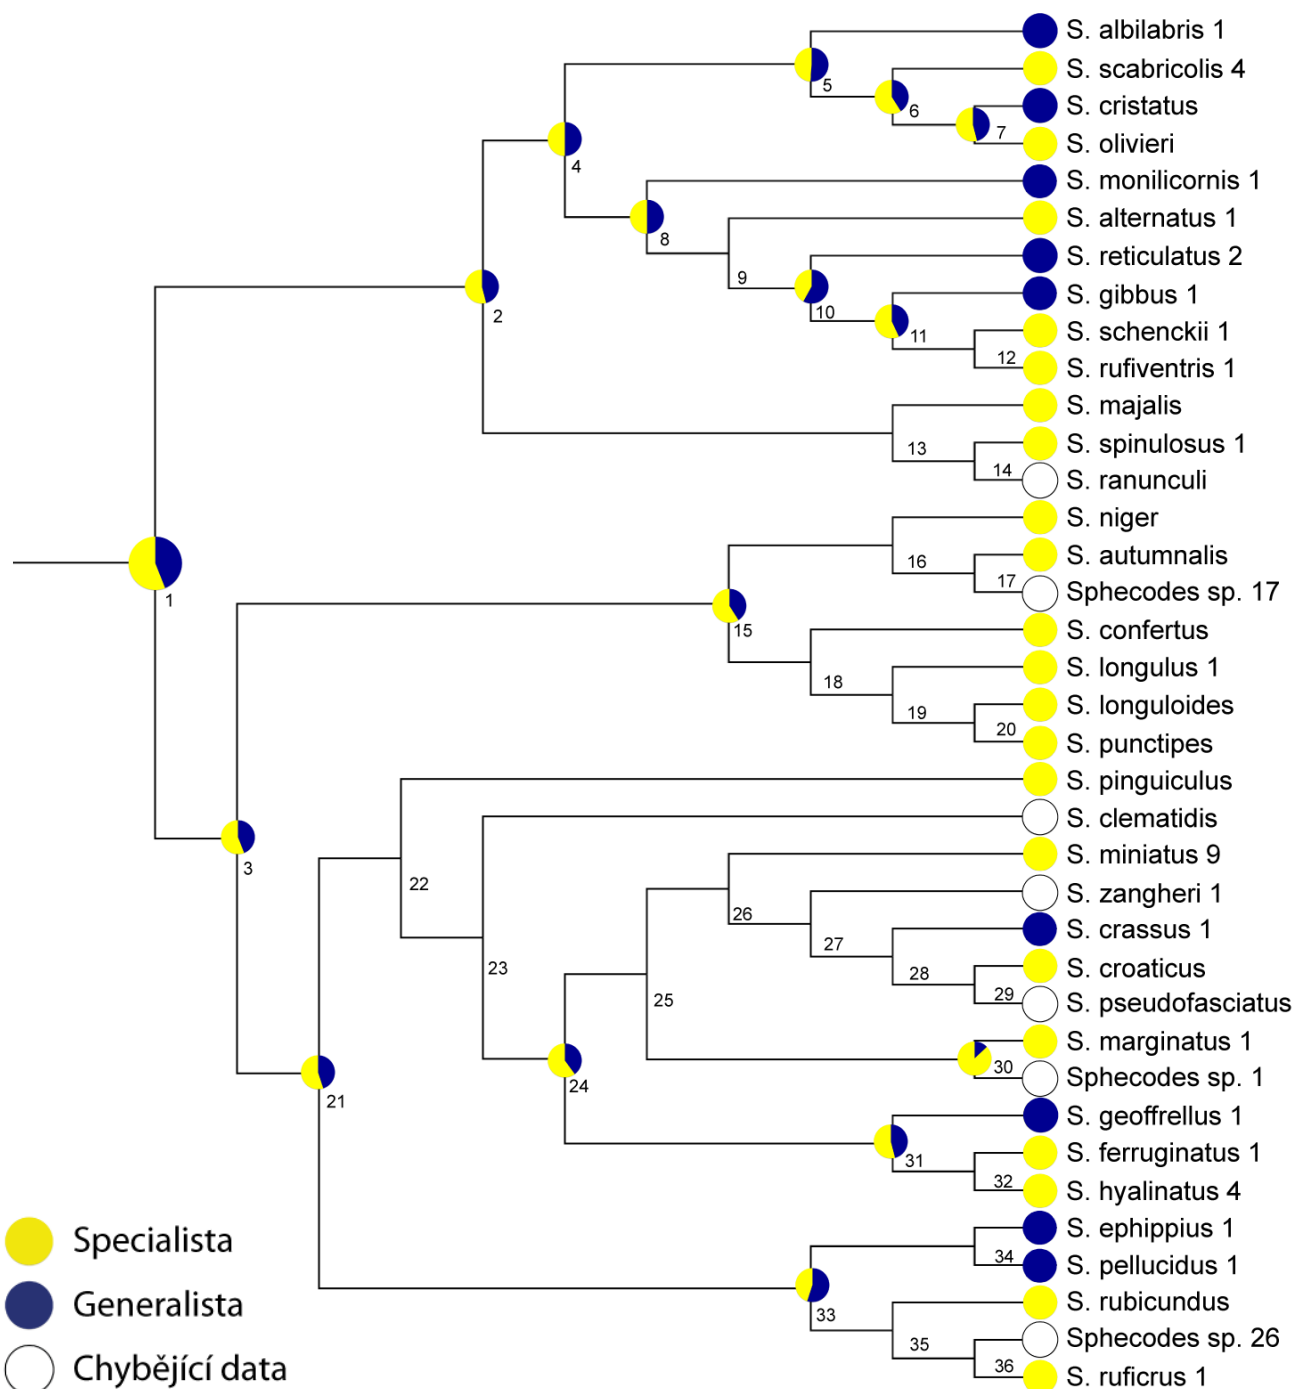 S. albilabris 1
5
S. scabricolis 4
6
S. cristatus
7
S. olivieri
4
S. monilicornis 1
8
S. alternatus 1
9
S. reticulatus 2
10
S. gibbus 1
11
S. schenckii 1
12
S. rufiventris 1
2
S. majalis
13
S. spinulosus 1
14
S. ranunculi
1
S. niger
16
S. autumnalis
17
Sphecodes sp. 17
15
S. confertus
18
S. longulus 1
19
S. longuloides
20
S. punctipes
3
S. pinguiculus
22
S. clematidis
23
S. miniatus 9
26
S. zangheri 1
27
S. crassus 1
28
S. croaticus
29
S. pseudofasciatus
25
S. marginatus 1
30
Sphecodes sp. 1
24
21
S. geoffrellus 1
31
S. ferruginatus 1
32
S. hyalinatus 4
S. ephippius 1
34
S. pellucidus 1
33
S. rubicundus
35
Sphecodes sp. 26
36
S. ruficrus 1
Specialista
Generalista
Chybějící data